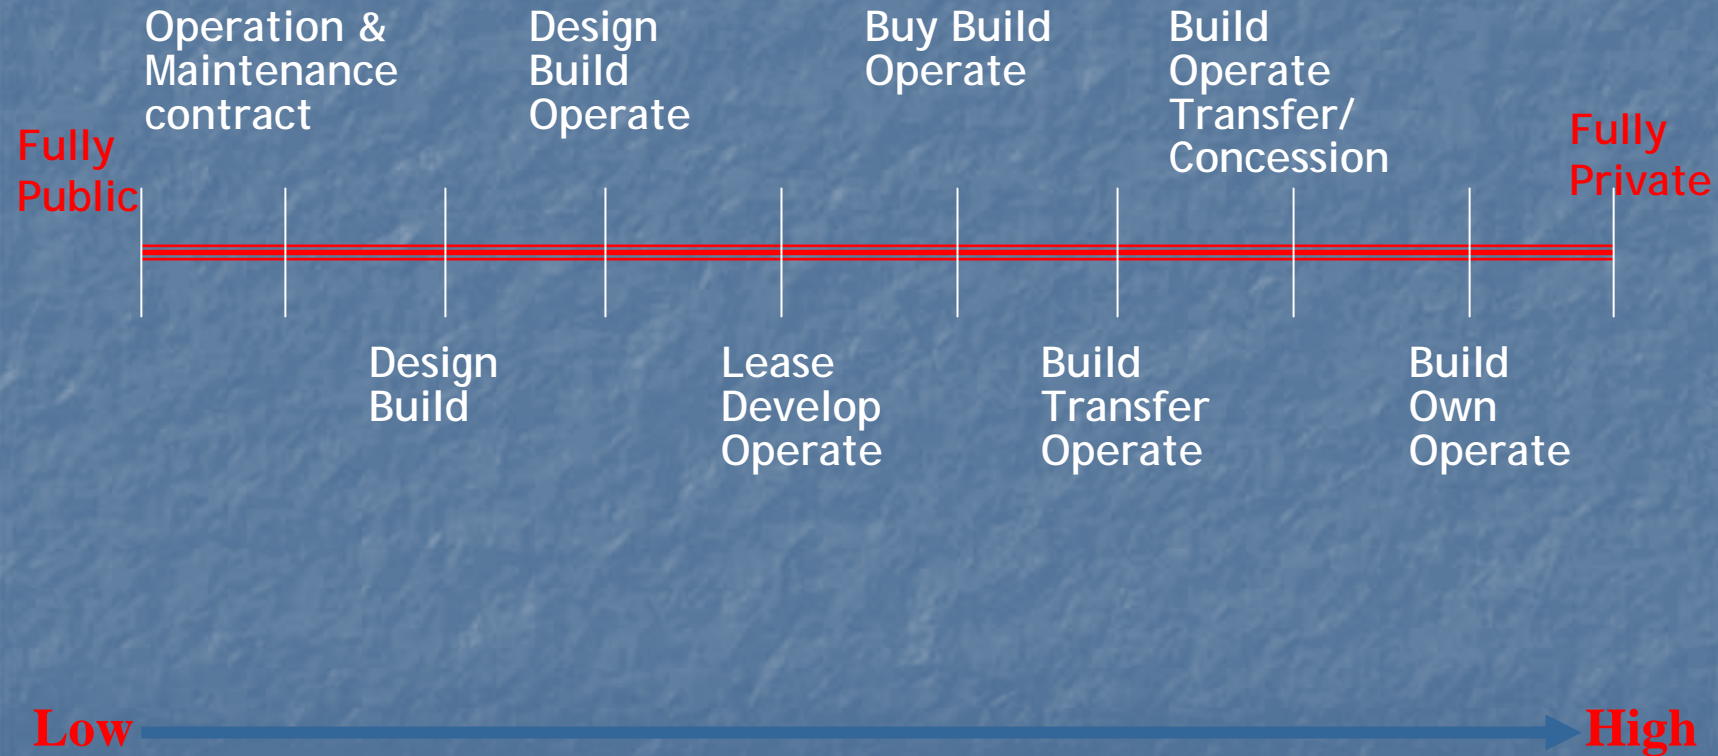 Operation &
Maintenance
contract
Design
Build
Operate
Buy Build
Operate
Build
Operate
Transfer/
Concession
Fully
Public
Fully
Private
Design
Build
Lease
Develop
Operate
Build
Transfer
Operate
Build
Own
Operate
Low
High